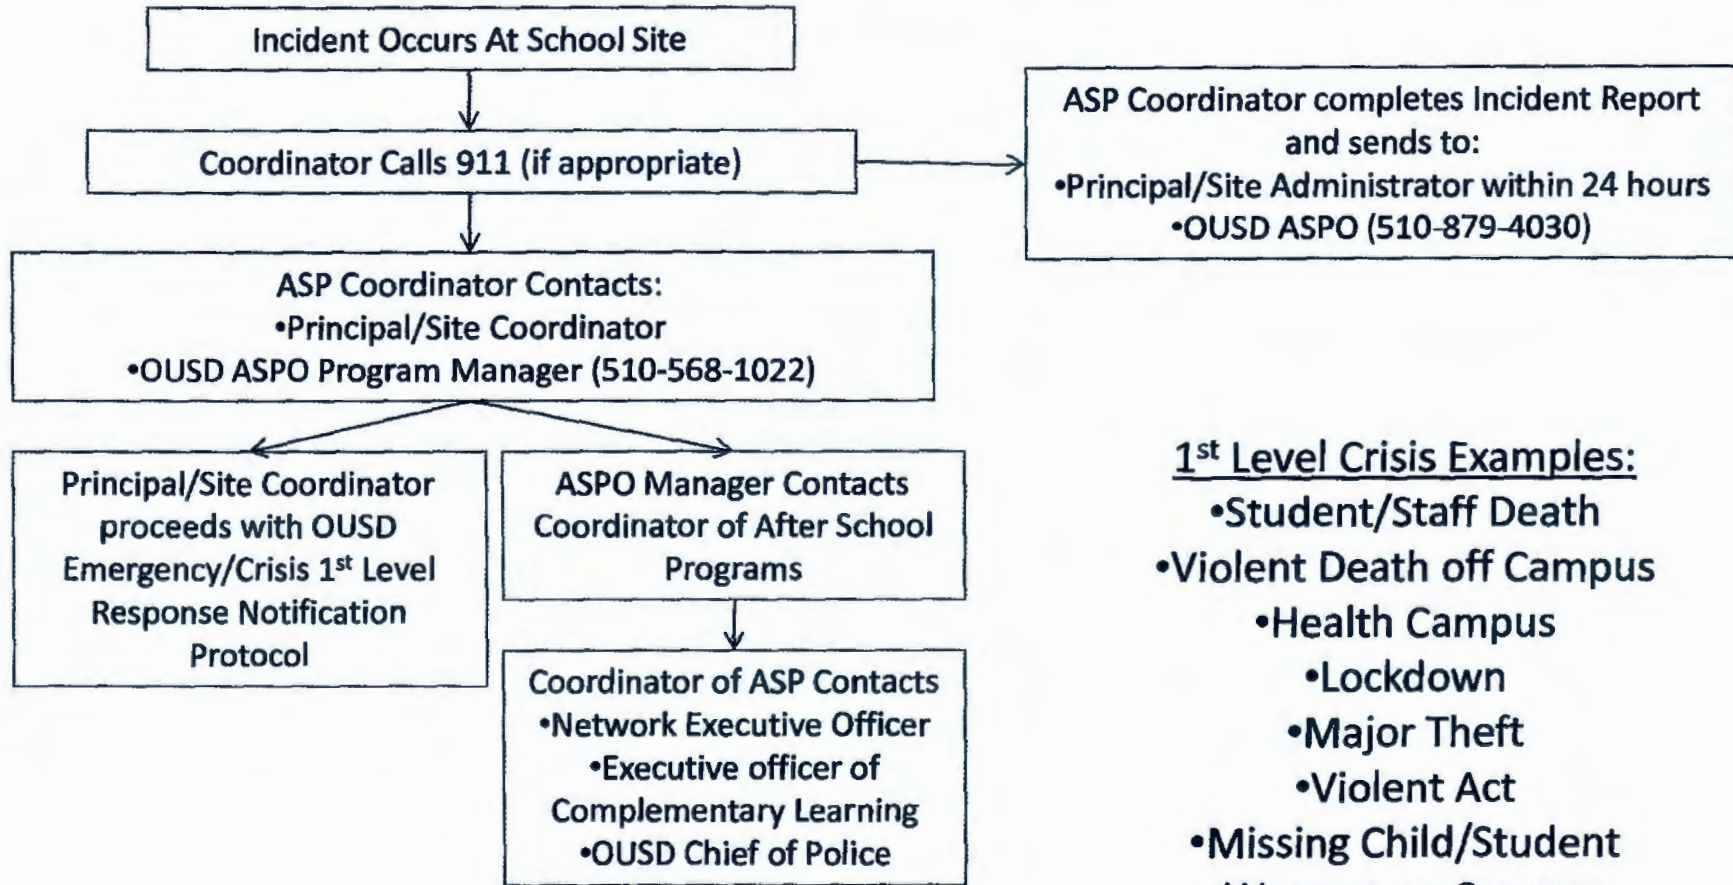 Incident Occurs At School Site
Coordinator Calls 911 (if appropriate)
ASP Coordinator completes Incident Report
and sends to:
•Principal/Site Administrator within 24 hours
•OUSD ASPO (510-879-4030)
ASP Coordinator Contacts:
•Principal/Site Coordinator
•OUSD ASPO Program Manager (510-568-1022)
Principal/Site Coordinator
proceeds with OUSD
Emergency/Crisis 1st Level
Response Notification
Protocol
ASPO Manager Contacts
Coordinator of After School
Programs
Coordinator of ASP Contacts
•Network Executive Officer
•Executive officer of
Complementary Learning
•OUSD Chief of Police
1st Level Crisis Examples:
•Student/Staff Death
•Violent Death off Campus
•Health Campus
•Lockdown
•Major Theft
•Violent Act
•Missing Child/Student